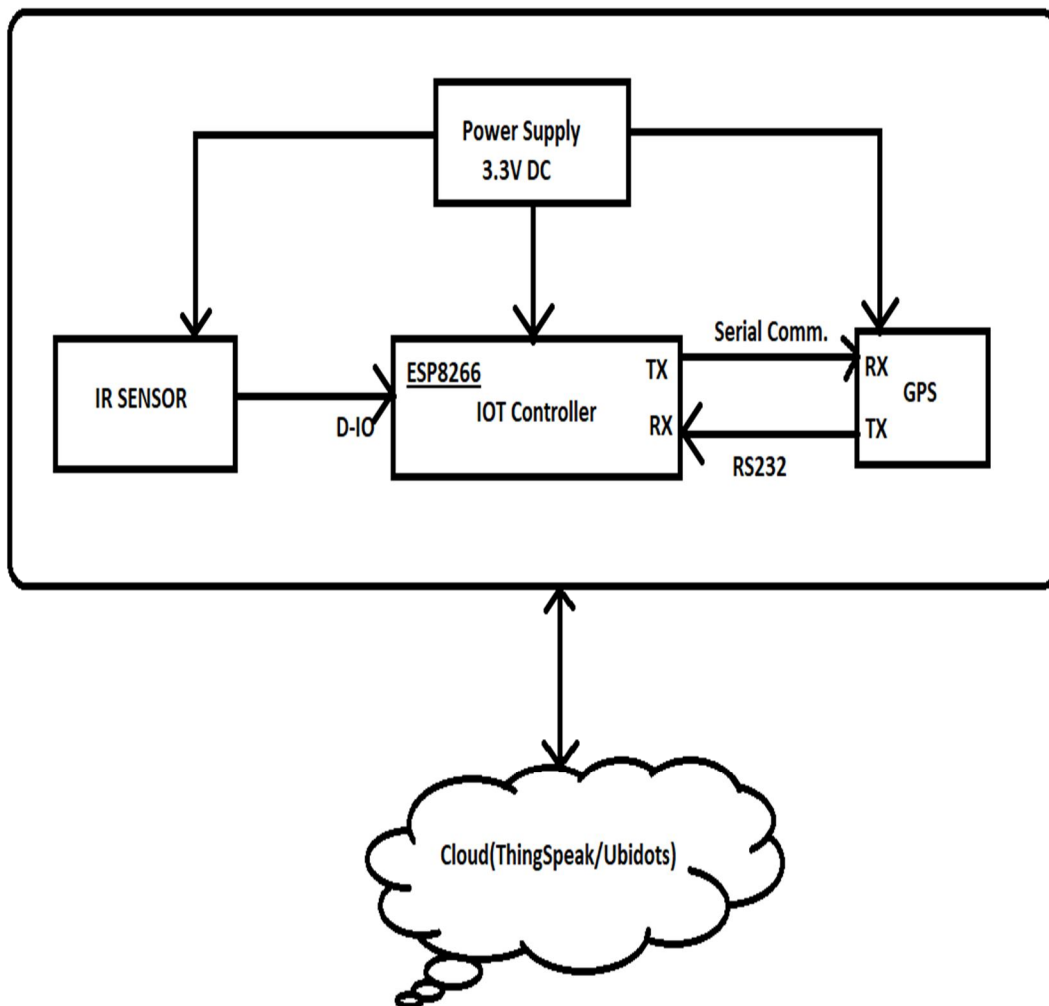 Power Supply
3.3V DC
Serial Comm.
IR SENSOR
D-IO
ESP8266
IOT Controller
TX
RX
RX
GPS
TX
RS232
Cloud(ThingSpeak/Ubidots)